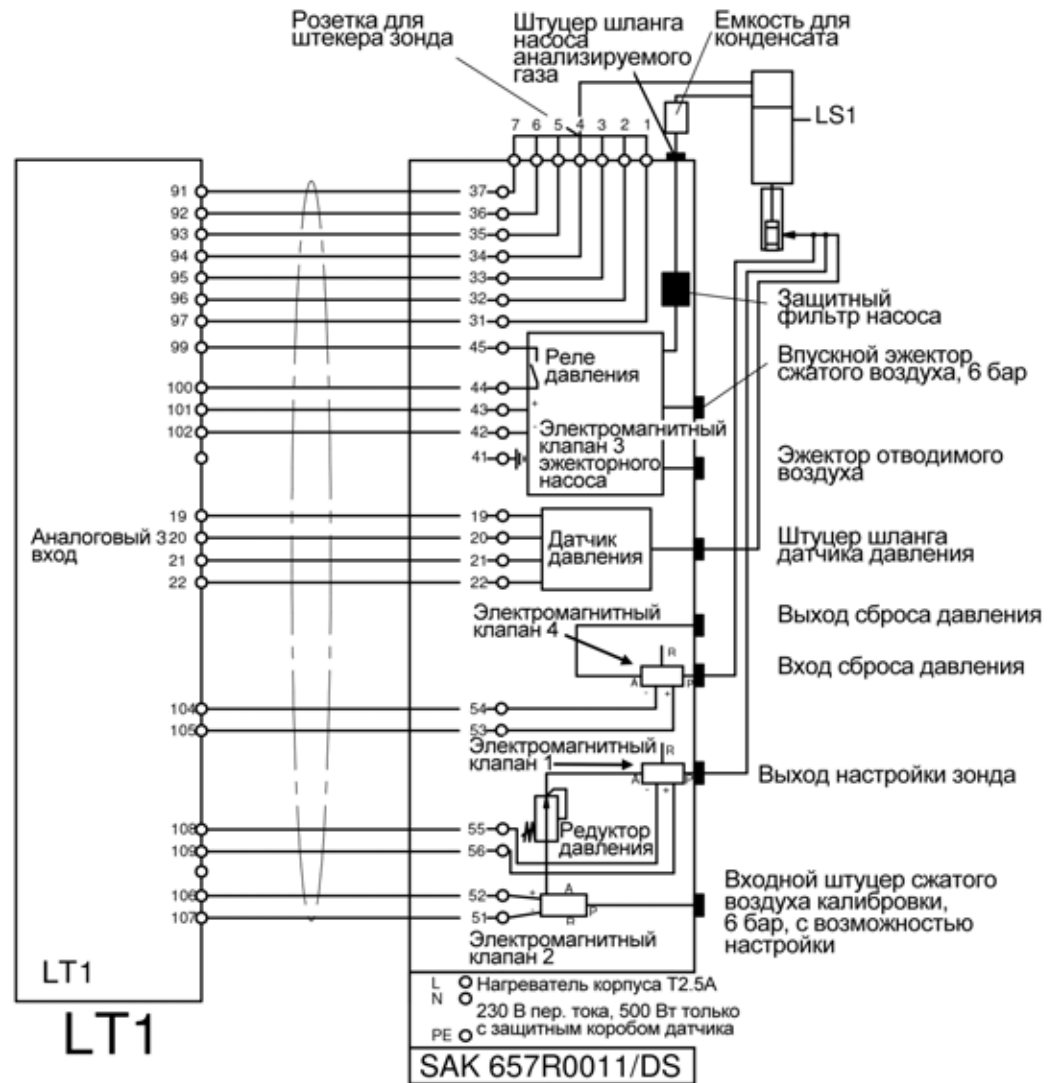 Розетка для
штекера зонда
Штуцер шланга
насоса
анализируемого
газа
Емкость для
конденсата
LS1
7 6 5 4 3 2 1
91 37
92 36
93 35
94 34
95 33
96 32
97 31
99 45
Реле
давления
100 44
101 43 +
102 42 -
41
Электромагнитный
клапан 3
эжекторного
насоса
Защитный
фильтр насоса
Впускной эжектор
сжатого воздуха, 6 бар
Эжектор отводимого
воздуха
Аналоговый 3
вход
19 19
20 20
21 21
22 22
Датчик
давления
Штуцер шланга
датчика давления
Электромагнитный
клапан 4
Выход сброса давления
R
A - + P
Вход сброса давления
104 54
105 53
Электромагнитный
клапан 1
R
A - + P
Выход настройки зонда
Редуктор
давления
108 55
109 56
106 52 + A
107 51 - R P
Электромагнитный
клапан 2
Входной штуцер сжатого
воздуха калибровки,
6 бар, с возможностью
настройки
LT1
LT1
L Нагреватель корпуса T2.5A
N
230 В пер. тока, 500 Вт только
PE с защитным коробом датчика
SAK 657R0011/DS